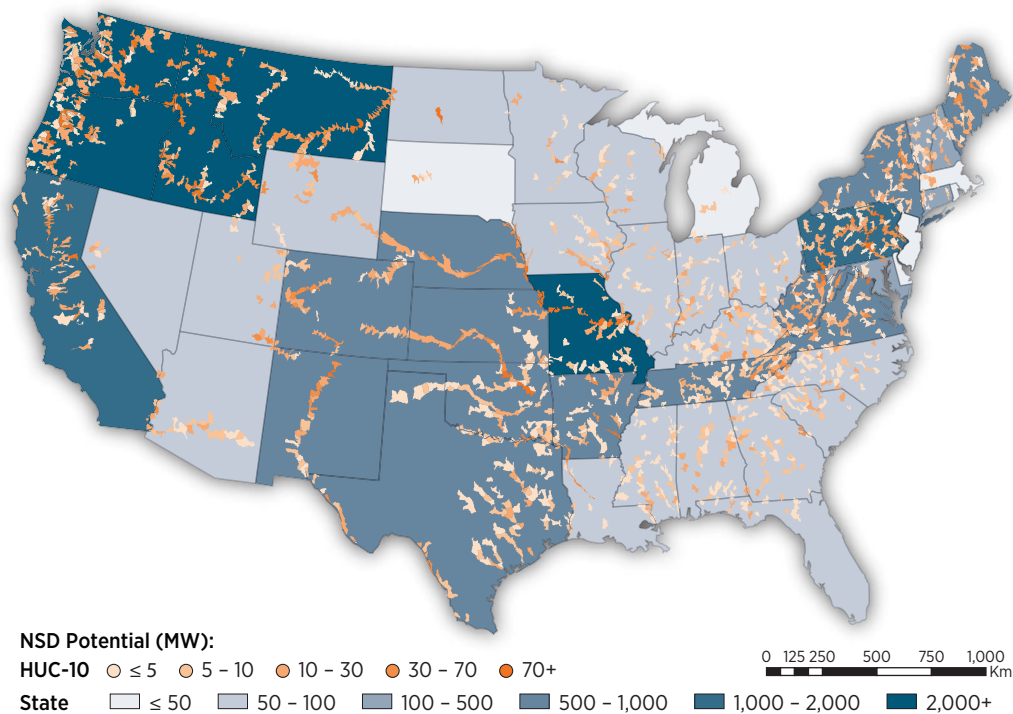 NSD Potential (MW):
HUC-10 ≤ 5 5 – 10 10 – 30 30 – 70 70+
0 125 250 500 750 1,000
Km
State ≤ 50 50 – 100 100 – 500 500 – 1,000 1,000 – 2,000 2,000+